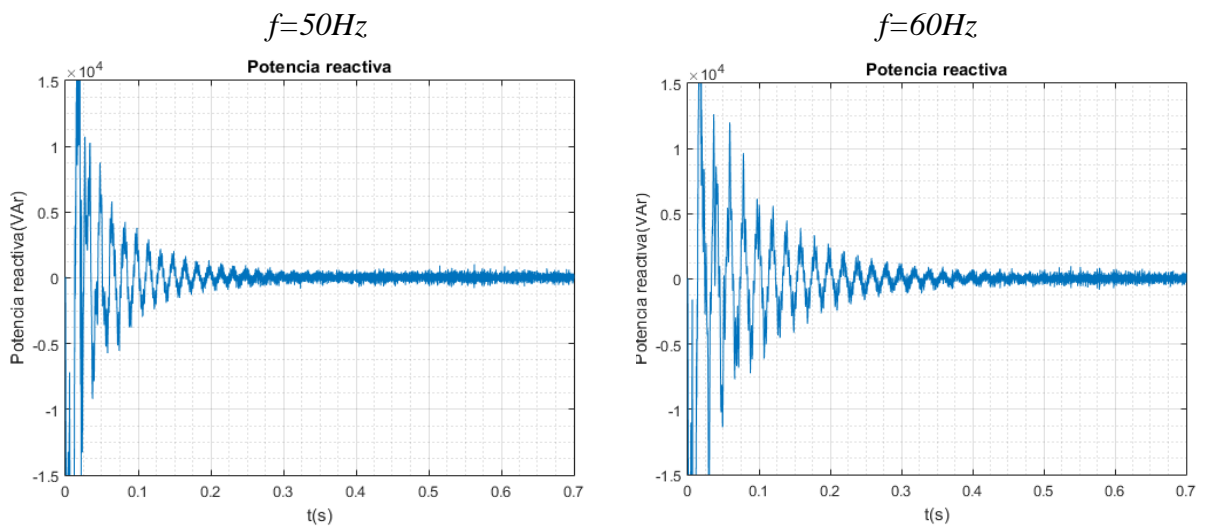 f=50Hz
Potencia reactiva
×10⁴
1.5
1
0.5
0
-0.5
-1
-1.5
Potencia reactiva(VAr)
0 0.1 0.2 0.3 0.4 0.5 0.6 0.7
t(s)
f=60Hz
Potencia reactiva
×10⁴
1.5
1
0.5
0
-0.5
-1
-1.5
Potencia reactiva(VAr)
0 0.1 0.2 0.3 0.4 0.5 0.6 0.7
t(s)